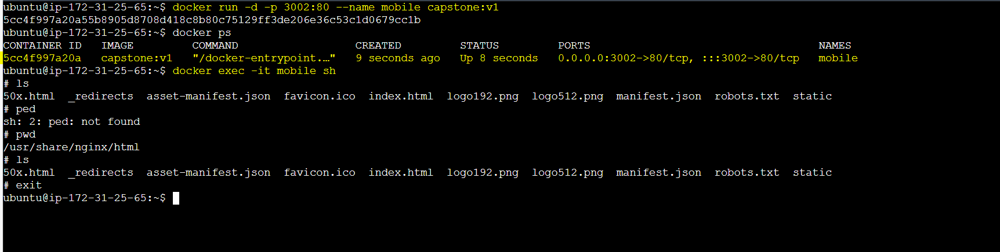 ubuntu@ip-172-31-25-65:~$ docker run -d -p 3002:80 --name mobile capstone:v1
5cc4f997a20a55b8905d8708d418c8b80c75129ff3de206e36c53c1d0679cc1b
ubuntu@ip-172-31-25-65:~$ docker ps
CONTAINER ID   IMAGE         COMMAND                  CREATED         STATUS         PORTS                                   NAMES
5cc4f997a20a   capstone:v1   "/docker-entrypoint.…"   9 seconds ago   Up 8 seconds   0.0.0.0:3002->80/tcp, :::3002->80/tcp   mobile
ubuntu@ip-172-31-25-65:~$ docker exec -it mobile sh
# ls
50x.html  _redirects  asset-manifest.json  favicon.ico  index.html  logo192.png  logo512.png  manifest.json  robots.txt  static
# ped
sh: 2: ped: not found
# pwd
/usr/share/nginx/html
# ls
50x.html  _redirects  asset-manifest.json  favicon.ico  index.html  logo192.png  logo512.png  manifest.json  robots.txt  static
# exit
ubuntu@ip-172-31-25-65:~$